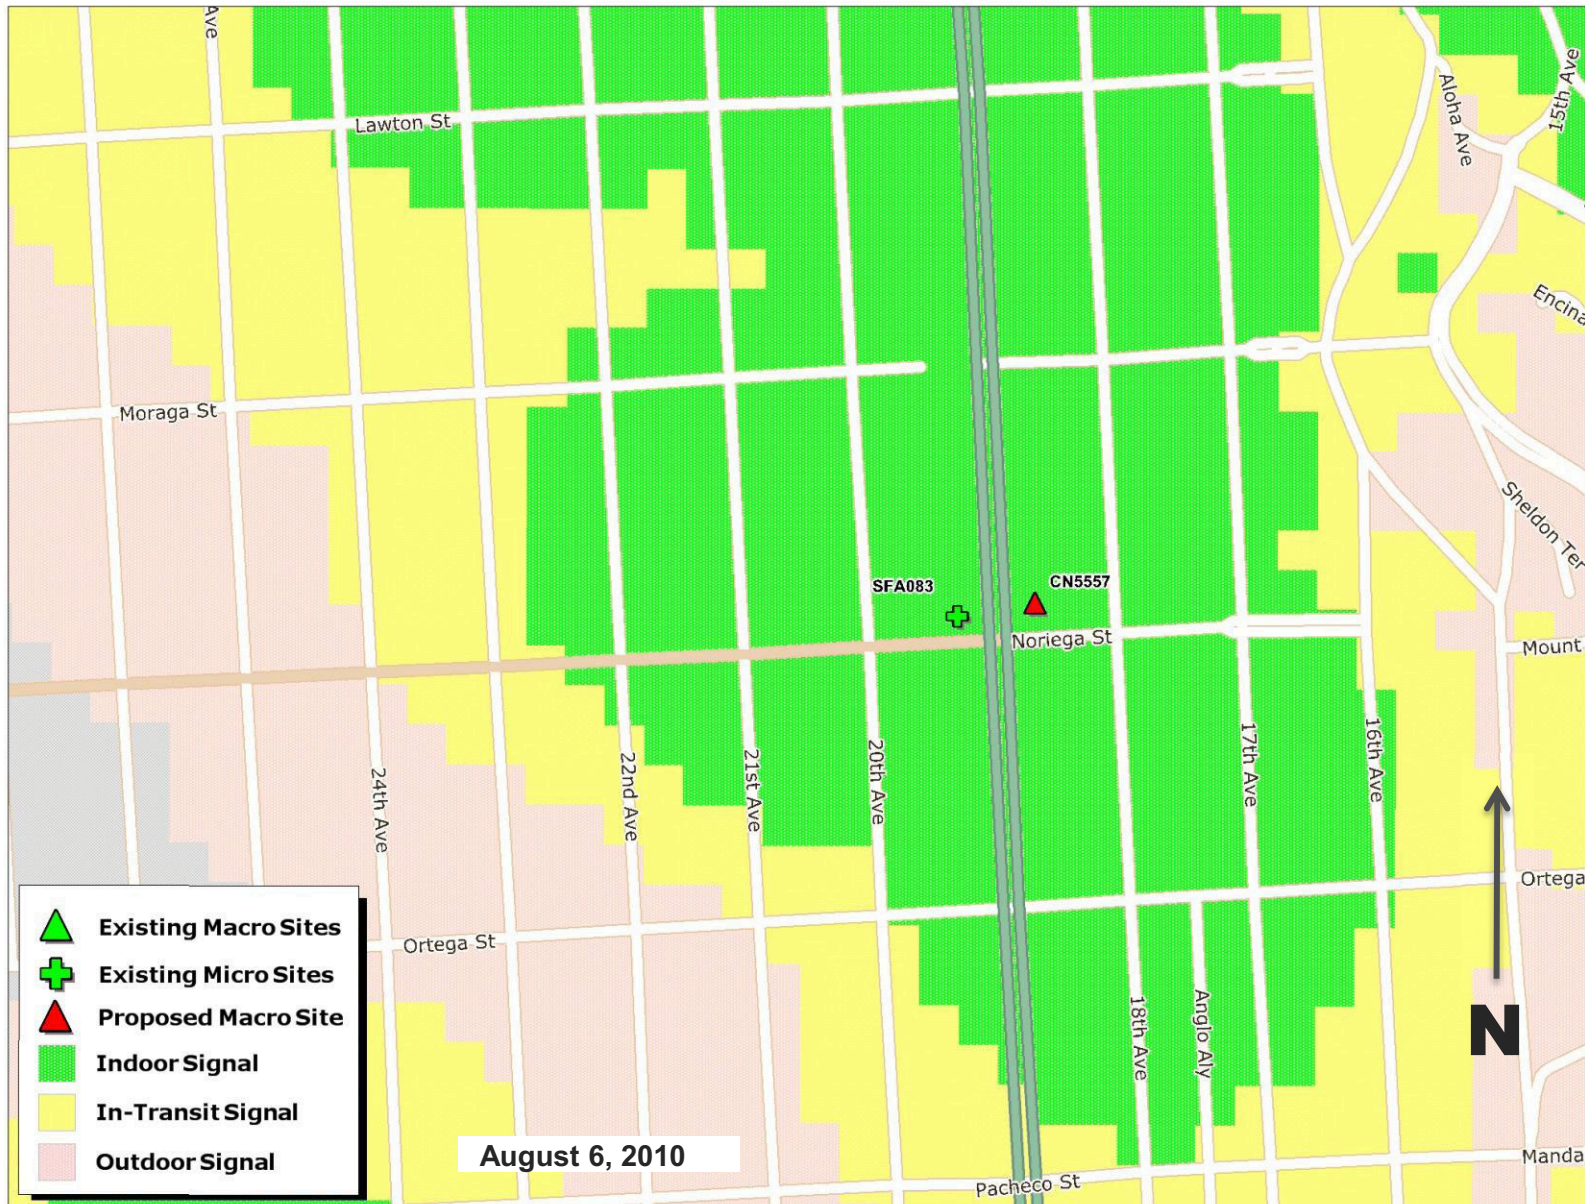 Ave
Lawton St
Aloha Ave
15th Ave
Encina
Moraga St
Sheldon Ter
SFA083
CN5557
Noriega St
Mount
24th Ave
22nd Ave
21st Ave
20th Ave
17th Ave
16th Ave
Ortega
Ortega St
18th Ave
Anglo Aly
N
Existing Macro Sites
Existing Micro Sites
Proposed Macro Site
Indoor Signal
In-Transit Signal
Outdoor Signal
August 6, 2010
Pacheco St
Manda